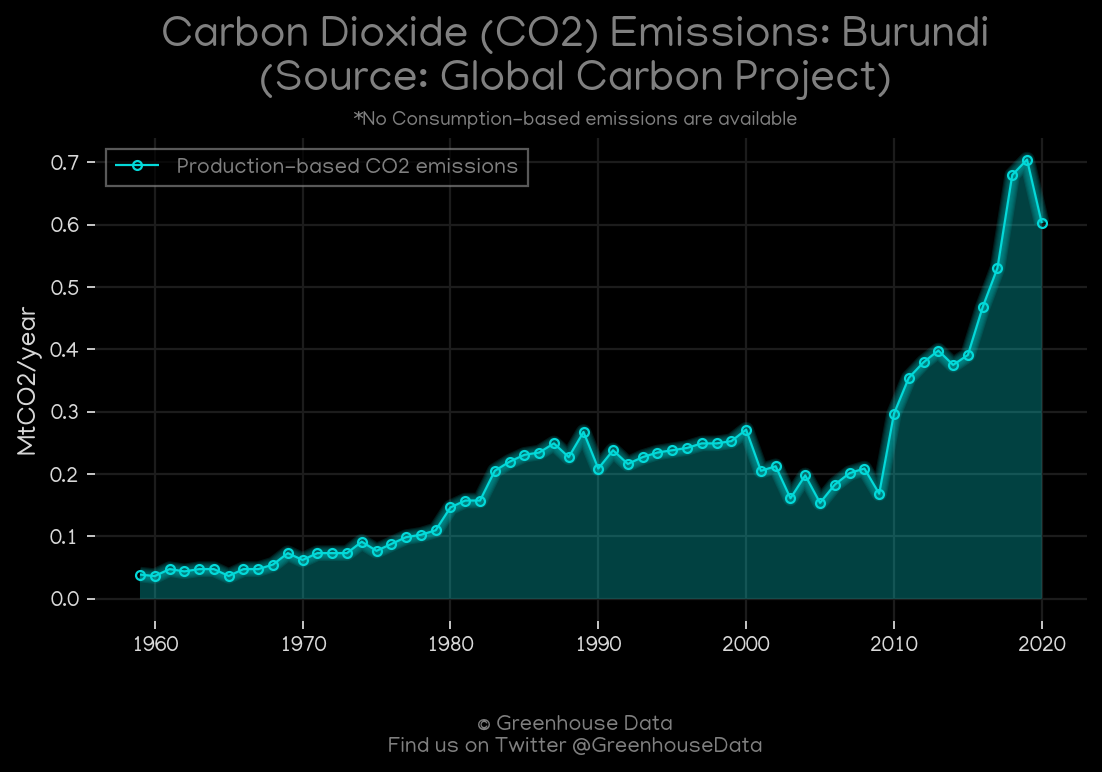 Carbon Dioxide (CO2) Emissions: Burundi
(Source: Global Carbon Project)
*No Consumption-based emissions are available
Production-based CO2 emissions
MtCO2/year
0.7
0.6
0.5
0.4
0.3
0.2
0.1
0.0
1960 1970 1980 1990 2000 2010 2020
© Greenhouse Data
Find us on Twitter @GreenhouseData